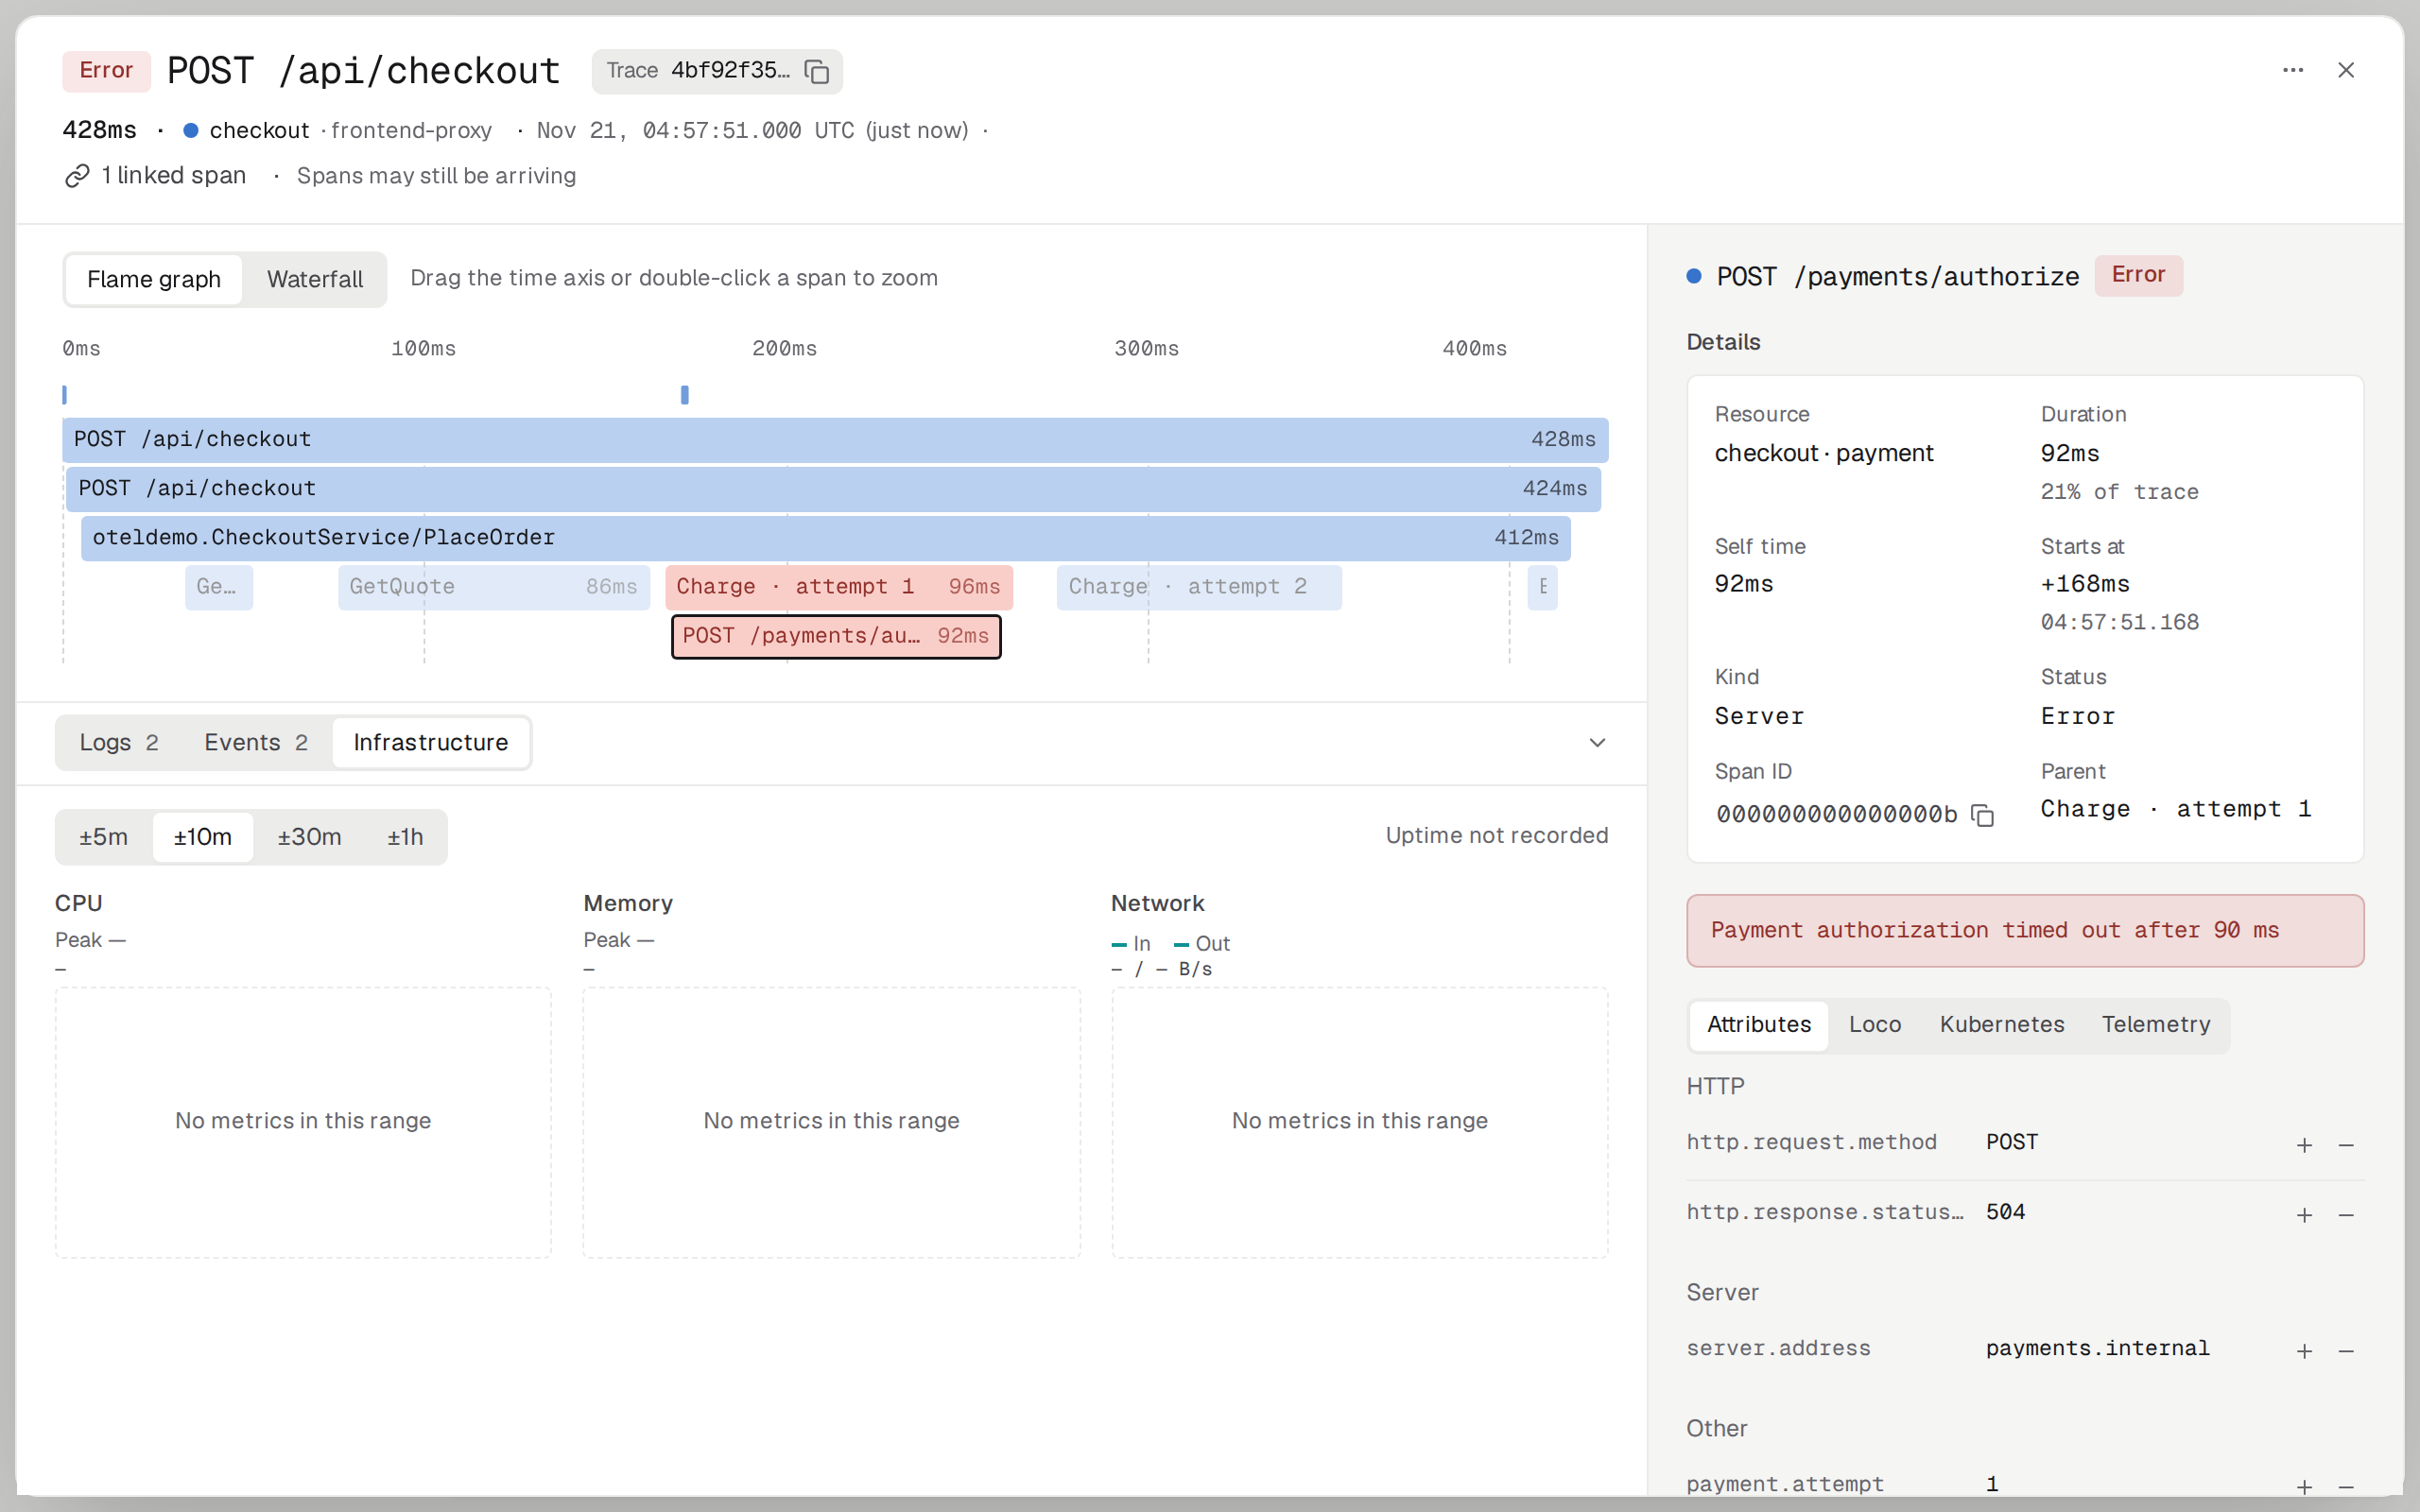 Error POST /api/checkout Trace 4bf92f35…
428ms · checkout · frontend-proxy · Nov 21, 04:57:51.000 UTC (just now) ·
1 linked span · Spans may still be arriving
Flame graph Waterfall Drag the time axis or double-click a span to zoom
0ms 100ms 200ms 300ms 400ms
POST /api/checkout 428ms
POST /api/checkout 424ms
oteldemo.CheckoutService/PlaceOrder 412ms
Ge… GetQuote 86ms Charge · attempt 1 96ms Charge · attempt 2
POST /payments/au… 92ms
Logs 2 Events 2 Infrastructure
±5m ±10m ±30m ±1h Uptime not recorded
CPU
Peak —
–
No metrics in this range
Memory
Peak —
–
No metrics in this range
Network
In Out
– / – B/s
No metrics in this range
POST /payments/authorize Error
Details
Resource Duration
checkout · payment 92ms
21% of trace
Self time Starts at
92ms +168ms
04:57:51.168
Kind Status
Server Error
Span ID Parent
000000000000000b Charge · attempt 1
Payment authorization timed out after 90 ms
Attributes Loco Kubernetes Telemetry
HTTP
http.request.method POST + –
http.response.status… 504 + –
Server
server.address payments.internal + –
Other
payment.attempt 1 + –